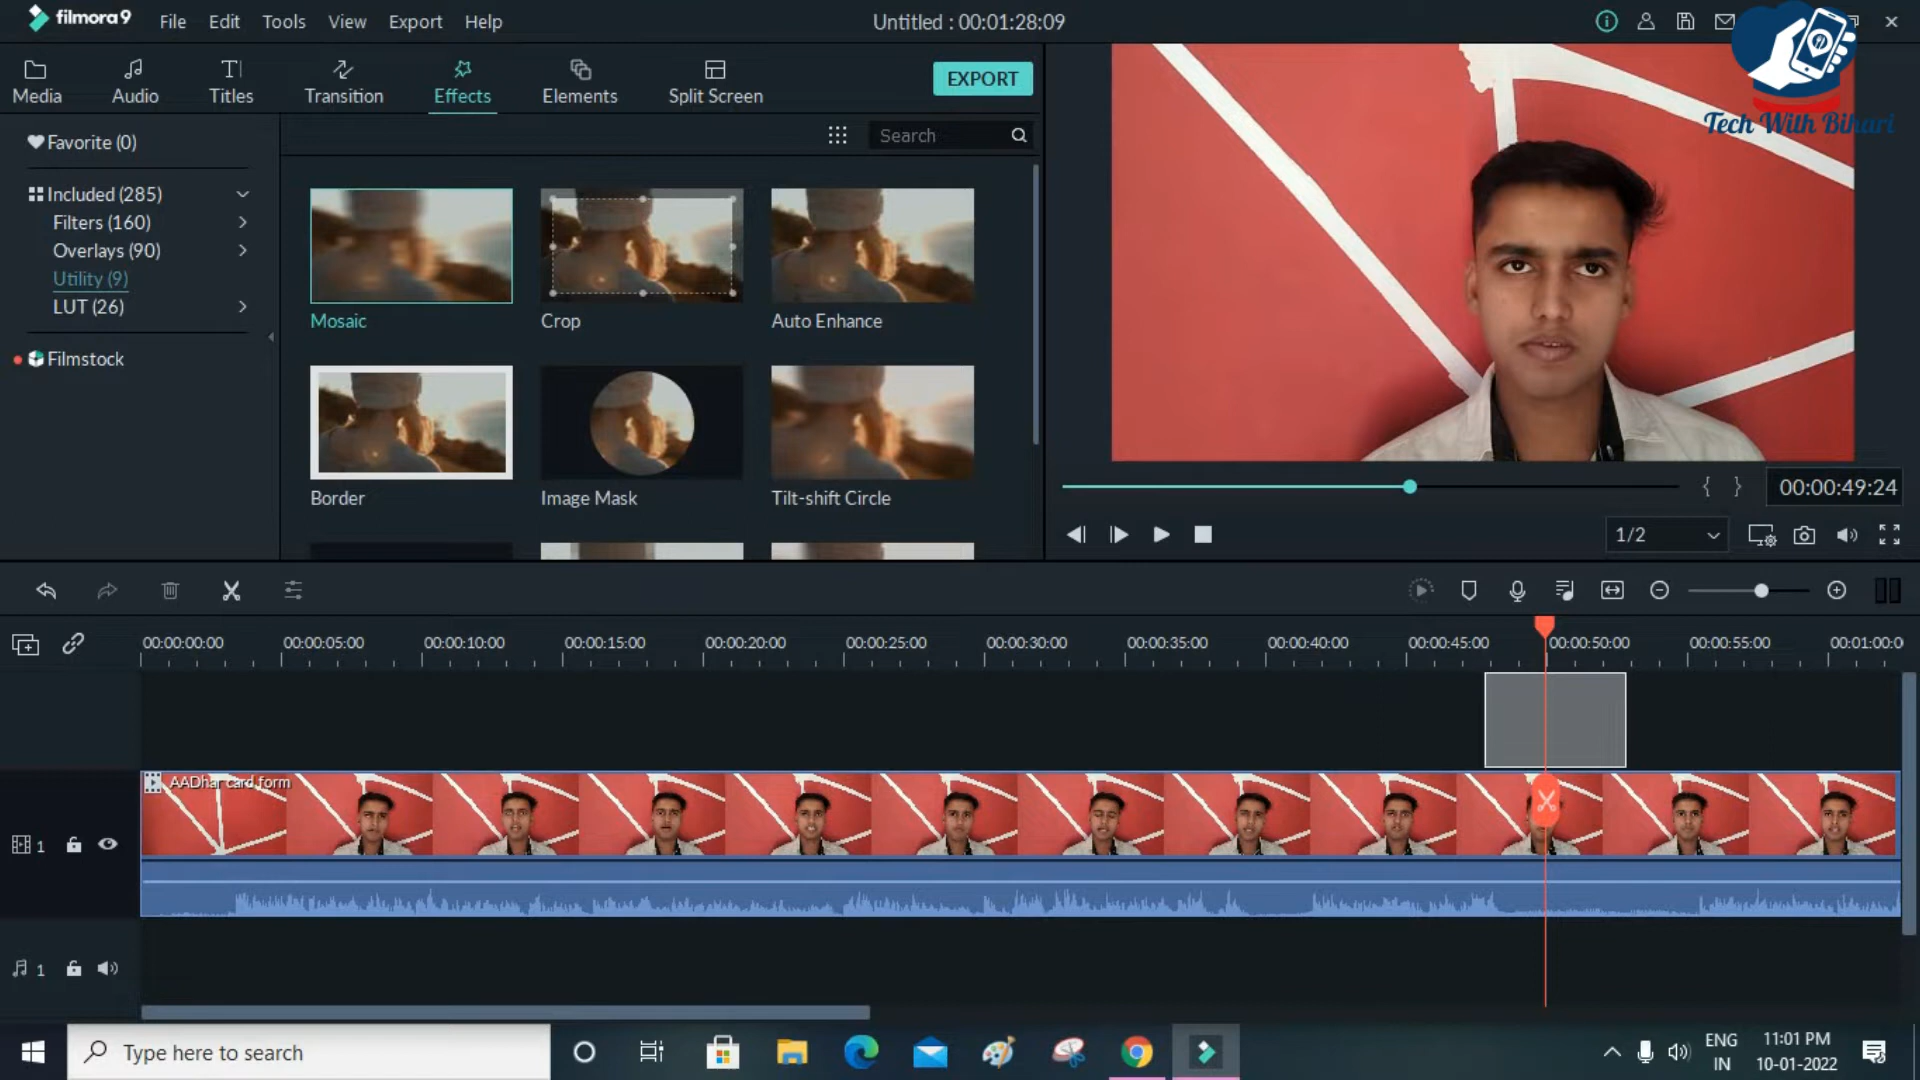 filmora9 File Edit Tools View Export Help Untitled : 00:01:28:09
Media Audio Titles Transition Effects Elements Split Screen EXPORT
Tech With Bihari
Favorite (0) Search
Included (285)
Filters (160)
Overlays (90)
Utility (9)
LUT (26)
Filmstock
Mosaic Crop Auto Enhance
Border Image Mask Tilt-shift Circle
{ } 00:00:49:24
1/2
00:00:00:00 00:00:05:00 00:00:10:00 00:00:15:00 00:00:20:00 00:00:25:00 00:00:30:00 00:00:35:00 00:00:40:00 00:00:45:00 00:00:50:00 00:00:55:00 00:01:00:0
AADhar card form
1
1
Type here to search
ENG 11:01 PM
IN 10-01-2022